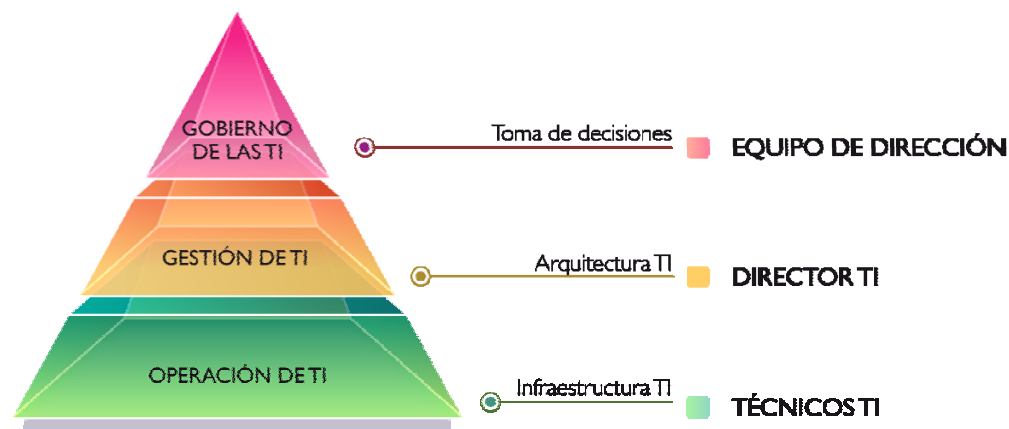 GOBIERNO
DE LAS TI
Toma de decisiones
EQUIPO DE DIRECCIÓN
GESTIÓN DE TI
Arquitectura TI
DIRECTOR TI
OPERACIÓN DE TI
Infraestructura TI
TÉCNICOS TI